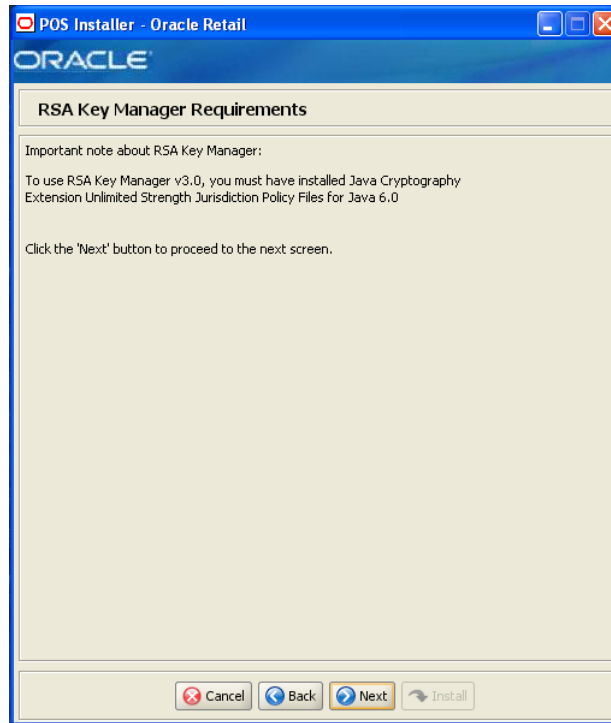 POS Installer - Oracle Retail
ORACLE
RSA Key Manager Requirements
Important note about RSA Key Manager:
To use RSA Key Manager v3.0, you must have installed Java Cryptography
Extension Unlimited Strength Jurisdiction Policy Files for Java 6.0
Click the 'Next' button to proceed to the next screen.
Cancel Back Next Install